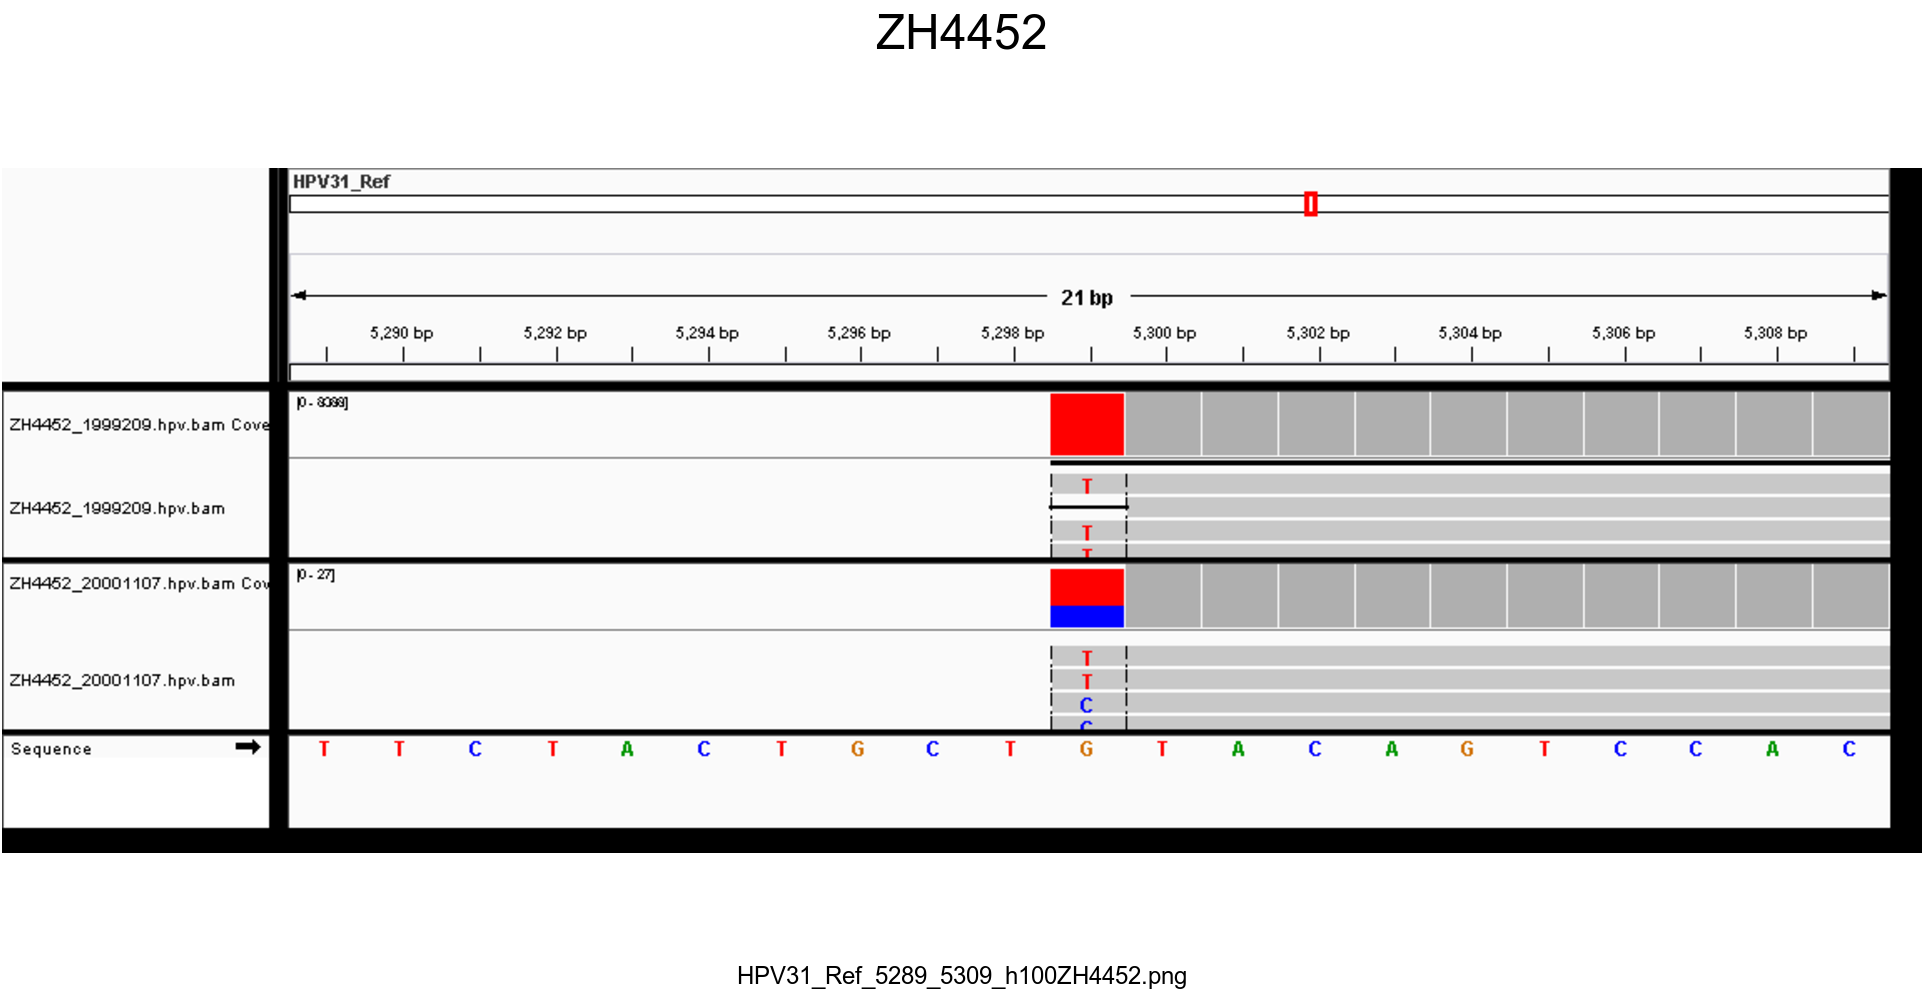 ZH4452
HPV31_Ref
21 bp
5,290 bp 5,292 bp 5,294 bp 5,296 bp 5,298 bp 5,300 bp 5,302 bp 5,304 bp 5,306 bp 5,308 bp
[0 - 8388]
ZH4452_1999209.hpv.bam Cove
T
ZH4452_1999209.hpv.bam
T
T
[0 - 27]
ZH4452_20001107.hpv.bam Cov
T
ZH4452_20001107.hpv.bam
T
C
C
Sequence T T C T A C T G C T G T A C A G T C C A C
HPV31_Ref_5289_5309_h100ZH4452.png